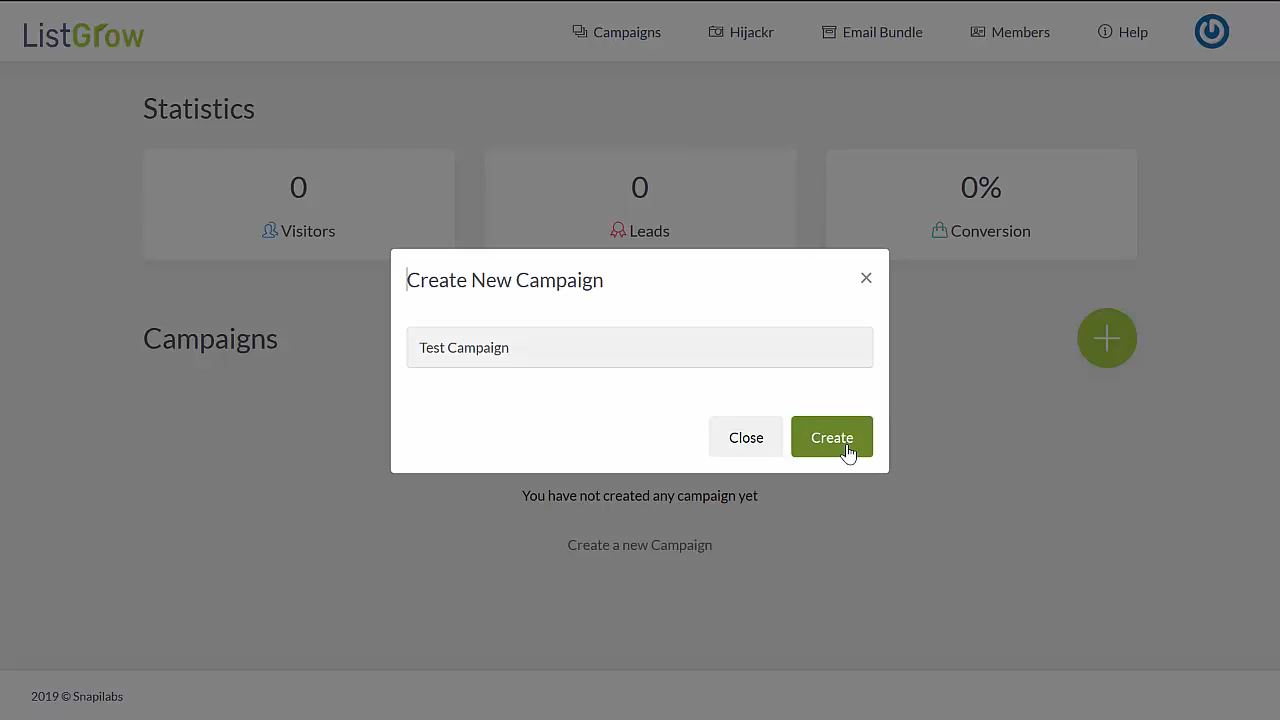 ListGrow
Campaigns
Hijackr
Email Bundle
Members
Help
Statistics
0
0
0%
Visitors
Leads
Conversion
Create New Campaign
Campaigns
Test Campaign
Close
Create
You have not created any campaign yet
Create a new Campaign
2019 © Snapilabs